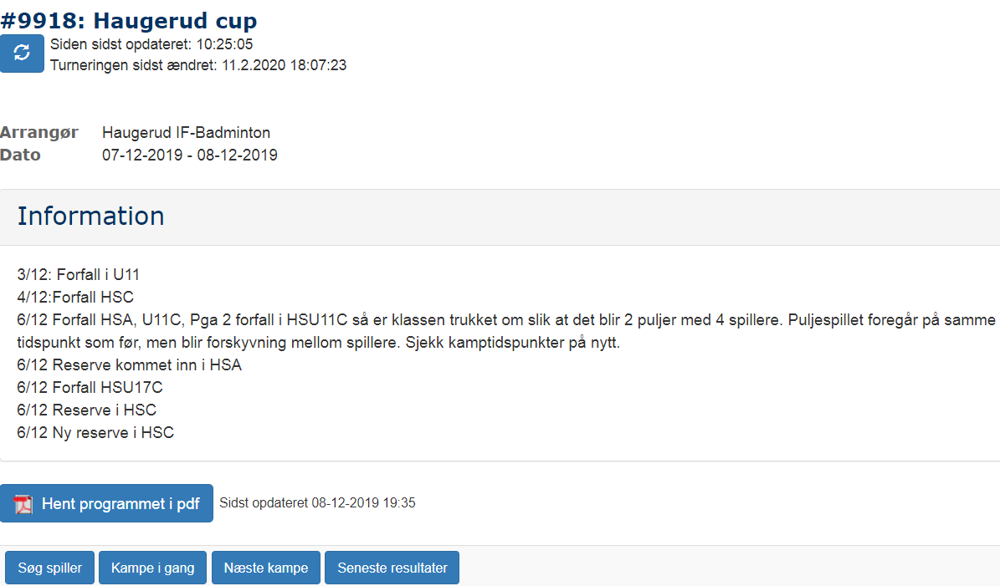 #9918: Haugerud cup
Siden sidst opdateret: 10:25:05
Turneringen sidst ændret: 11.2.2020 18:07:23
Arrangør Haugerud IF-Badminton
Dato 07-12-2019 - 08-12-2019
Information
3/12: Forfall i U11
4/12:Forfall HSC
6/12 Forfall HSA, U11C, Pga 2 forfall i HSU11C så er klassen trukket om slik at det blir 2 puljer med 4 spillere. Puljespillet foregår på samme
tidspunkt som før, men blir forskyvning mellom spillere. Sjekk kamptidspunkter på nytt.
6/12 Reserve kommet inn i HSA
6/12 Forfall HSU17C
6/12 Reserve i HSC
6/12 Ny reserve i HSC
Hent programmet i pdf Sidst opdateret 08-12-2019 19:35
Søg spiller Kampe i gang Næste kampe Seneste resultater